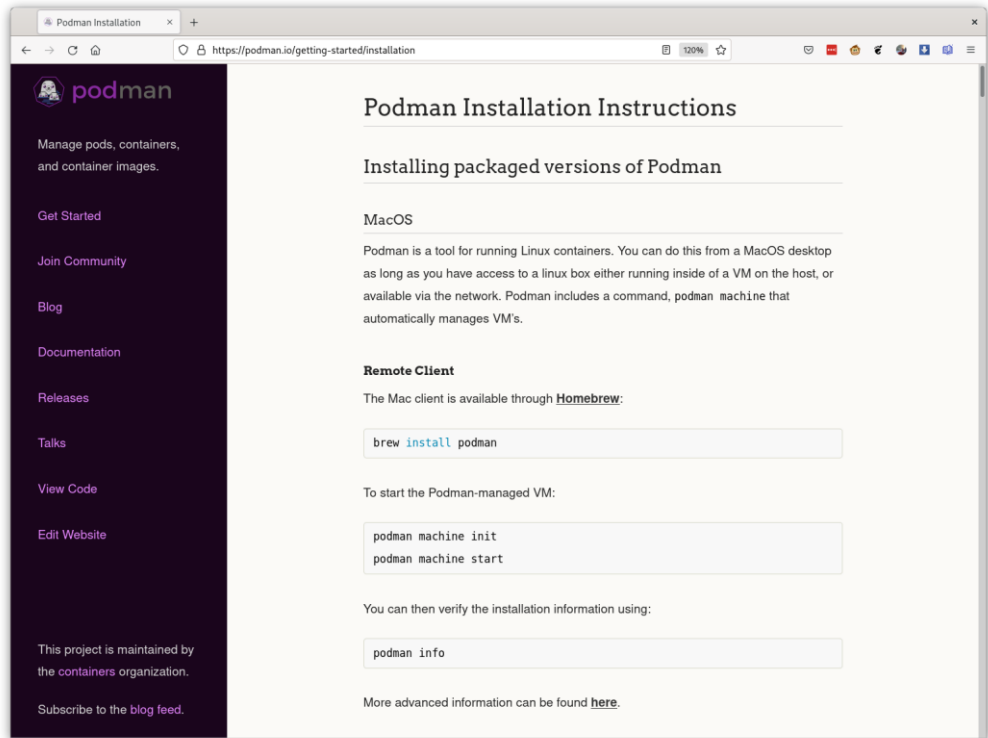 Podman Installation
https://podman.io/getting-started/installation
120%
podman
Manage pods, containers,
and container images.
Get Started
Join Community
Blog
Documentation
Releases
Talks
View Code
Edit Website
This project is maintained by
the containers organization.
Subscribe to the blog feed.
Podman Installation Instructions
Installing packaged versions of Podman
MacOS
Podman is a tool for running Linux containers. You can do this from a MacOS desktop
as long as you have access to a linux box either running inside of a VM on the host, or
available via the network. Podman includes a command, podman machine that
automatically manages VM's.
Remote Client
The Mac client is available through Homebrew:
brew install podman
To start the Podman-managed VM:
podman machine init
podman machine start
You can then verify the installation information using:
podman info
More advanced information can be found here.